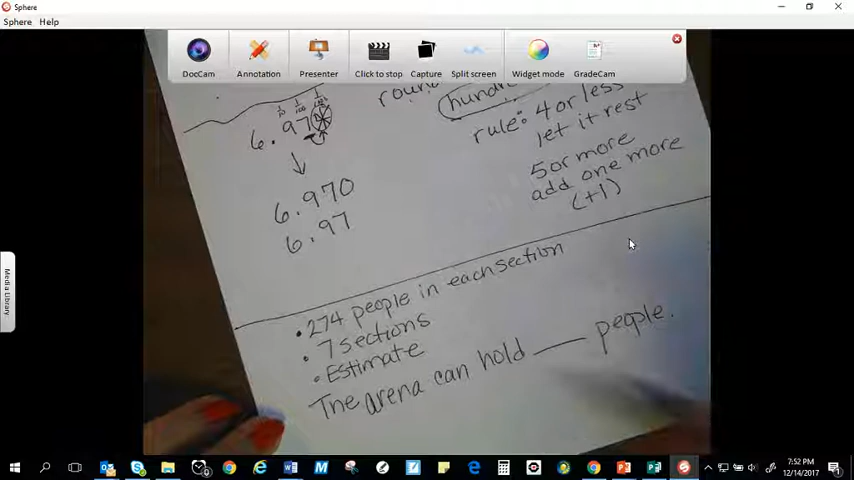 Sphere
Sphere Help
DocCam
Annotation
Presenter
Click to stop
Capture
Split screen
Widget mode
GradeCam
Media Library
6.97
6.970
6.97
rule: 4 or less
let it rest
5 or more
add one more
(+1)
• 274 people in each section
• 7 sections
• Estimate
The arena can hold ___ people.
7:52 PM
12/14/2017